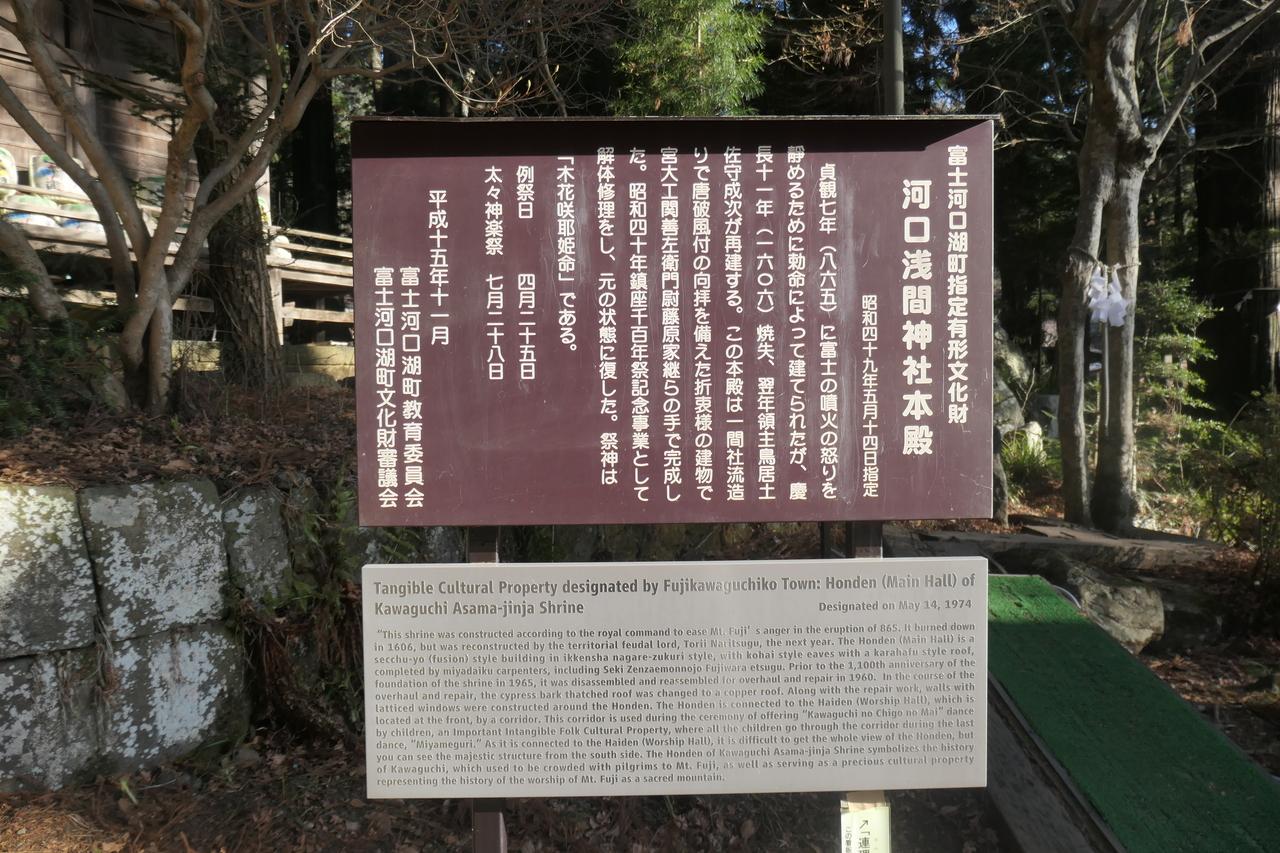 富士河口湖町指定有形文化財
河口浅間神社本殿
昭和四十九年五月十四日指定
貞観七年（八六五）に富士の噴火の怒りを
静めるために勅命によって建てられたが、慶
長十一年（一六〇六）焼失、翌年領主鳥居土
佐守成次が再建する。この本殿は一間社流造
りで唐破風付の向拝を備えた折衷様の建物で
宮大工関善左衛門尉藤原家継らの手で完成し
た。昭和四十年鎮座千百年祭記念事業として
解体修理をし、元の状態に復した。祭神は
「木花咲耶姫命」である。
例祭日　四月二十五日
太々神楽祭　七月二十八日
平成十五年十一月
富士河口湖町教育委員会
富士河口湖町文化財審議会
Tangible Cultural Property designated by Fujikawaguchiko Town: Honden (Main Hall) of
Kawaguchi Asama-jinja Shrine
Designated on May 14, 1974
"This shrine was constructed according to the royal command to ease Mt. Fuji's anger in the eruption of 865. It burned down
in 1606, but was reconstructed by the territorial feudal lord, Torii Naritsugu, the next year. The Honden (Main Hall) is a
secchu-yo (fusion) style building in ikkensha nagare-zukuri style, with kohai style eaves with a karahafu style roof,
completed by miyadaiku carpenters, including Seki Zenzaemonnojo Fujiwara etsugu. Prior to the 1,100th anniversary of the
foundation of the shrine in 1965, it was disassembled and reassembled for overhaul and repair in 1960. In the course of the
overhaul and repair, the cypress bark thatched roof was changed to a copper roof. Along with the repair work, walls with
latticed windows were constructed around the Honden. The Honden is connected to the Haiden (Worship Hall), which is
located at the front, by a corridor. This corridor is used during the ceremony of offering "Kawaguchi no Chigo no Mai" dance
by children, an Important Intangible Folk Cultural Property, where all the children go through the corridor during the last
dance, "Miyameguri." As it is connected to the Haiden (Worship Hall), it is difficult to get the whole view of the Honden, but
you can see the majestic structure from the south side. The Honden of Kawaguchi Asama-jinja Shrine symbolizes the history
of Kawaguchi, which used to be crowded with pilgrims to Mt. Fuji, as well as serving as a precious cultural property
representing the history of the worship of Mt. Fuji as a sacred mountain.